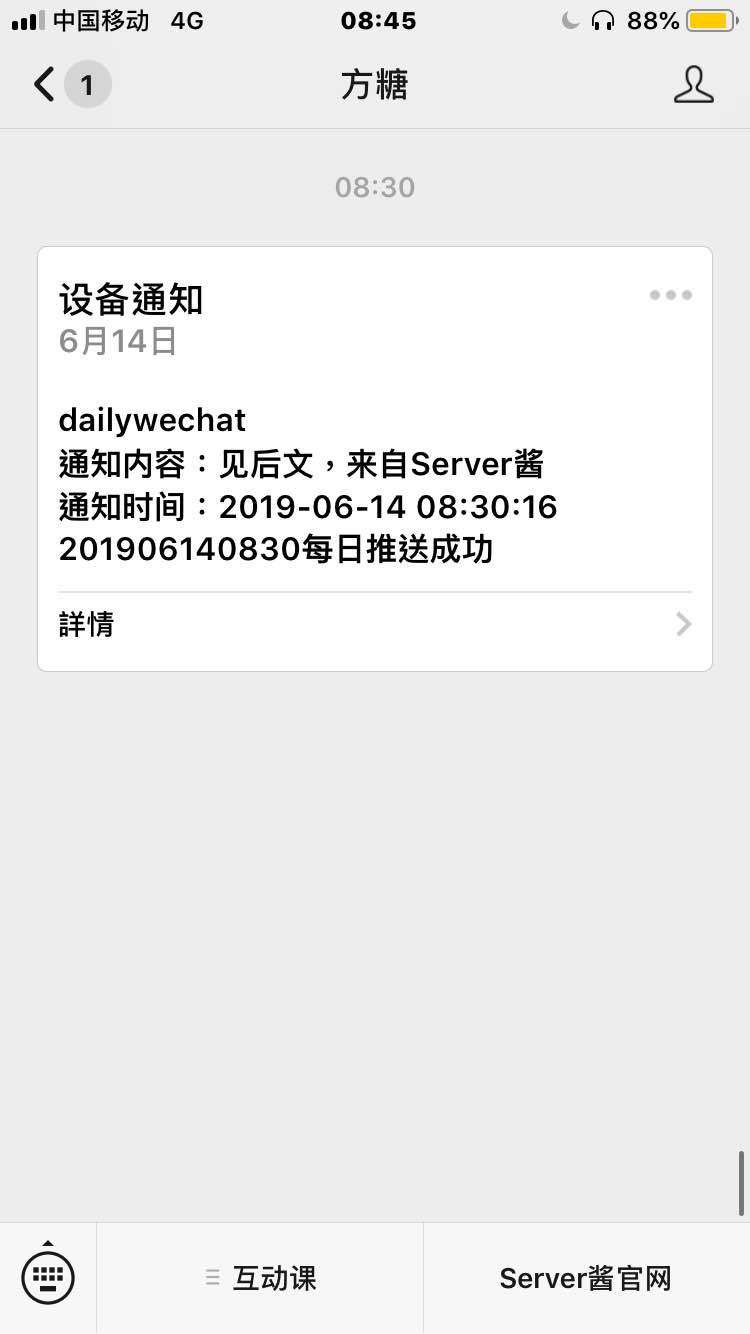 中国移动 4G 08:45 88%
1 方糖
08:30
设备通知
6月14日
dailywechat
通知内容：见后文，来自Server酱
通知时间：2019-06-14 08:30:16
201906140830每日推送成功
詳情
互动课 Server酱官网